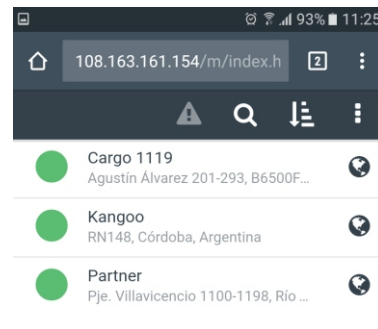 93% 11:25
108.163.161.154/m/index.h 2
Cargo 1119
Agustín Álvarez 201-293, B6500F...
Kangoo
RN148, Córdoba, Argentina
Partner
Pje. Villavicencio 1100-1198, Río ...